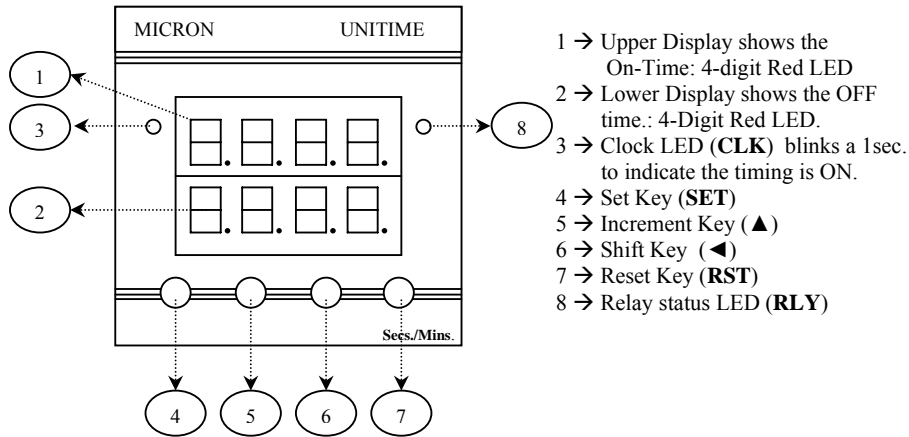 MICRON UNITIME
1
3
2
8
Secs./Mins.
4 5 6 7
1 → Upper Display shows the
On-Time: 4-digit Red LED
2 → Lower Display shows the OFF
time.: 4-Digit Red LED.
3 → Clock LED (CLK) blinks a 1sec.
to indicate the timing is ON.
4 → Set Key (SET)
5 → Increment Key (▲)
6 → Shift Key (◄)
7 → Reset Key (RST)
8 → Relay status LED (RLY)